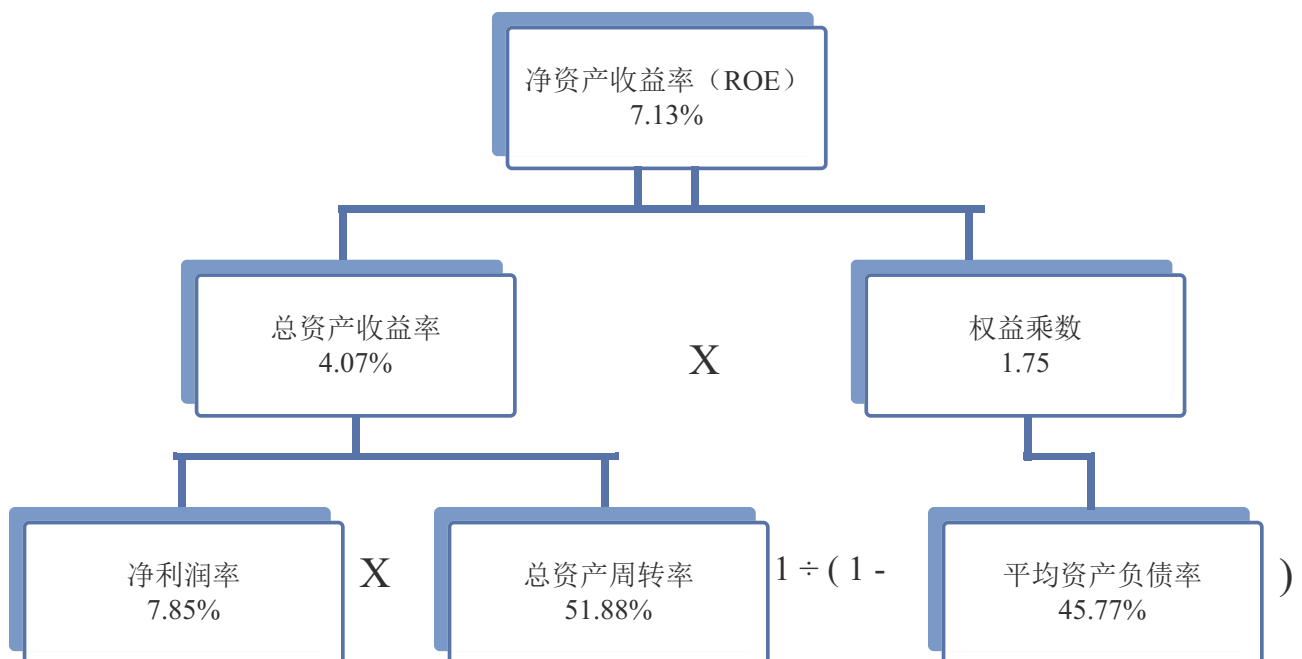 净资产收益率（ROE）
7.13%
总资产收益率
4.07%
X
权益乘数
1.75
净利润率
7.85%
X
总资产周转率
51.88%
1 ÷ ( 1 -
平均资产负债率
45.77%
)